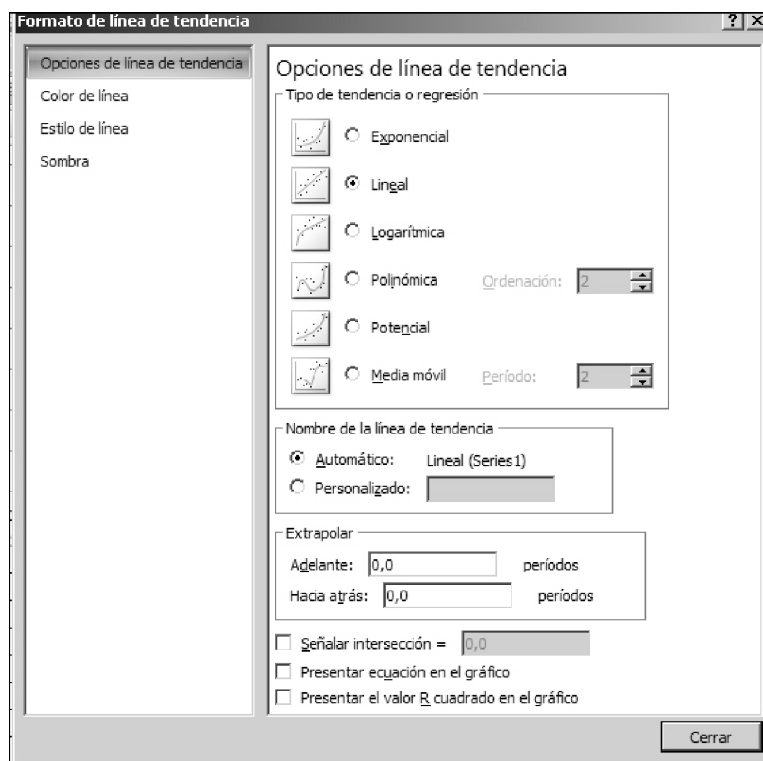 Formato de línea de tendencia
Opciones de línea de tendencia
Color de línea
Estilo de línea
Sombra
Opciones de línea de tendencia
Tipo de tendencia o regresión
Exponencial
Lineal
Logarítmica
Polinómica Ordenación: 2
Potencial
Media móvil Período: 2
Nombre de la línea de tendencia
Automático: Lineal (Series1)
Personalizado:
Extrapolar
Adelante: 0,0 períodos
Hacia atrás: 0,0 períodos
Señalar intersección = 0,0
Presentar ecuación en el gráfico
Presentar el valor R cuadrado en el gráfico
Cerrar